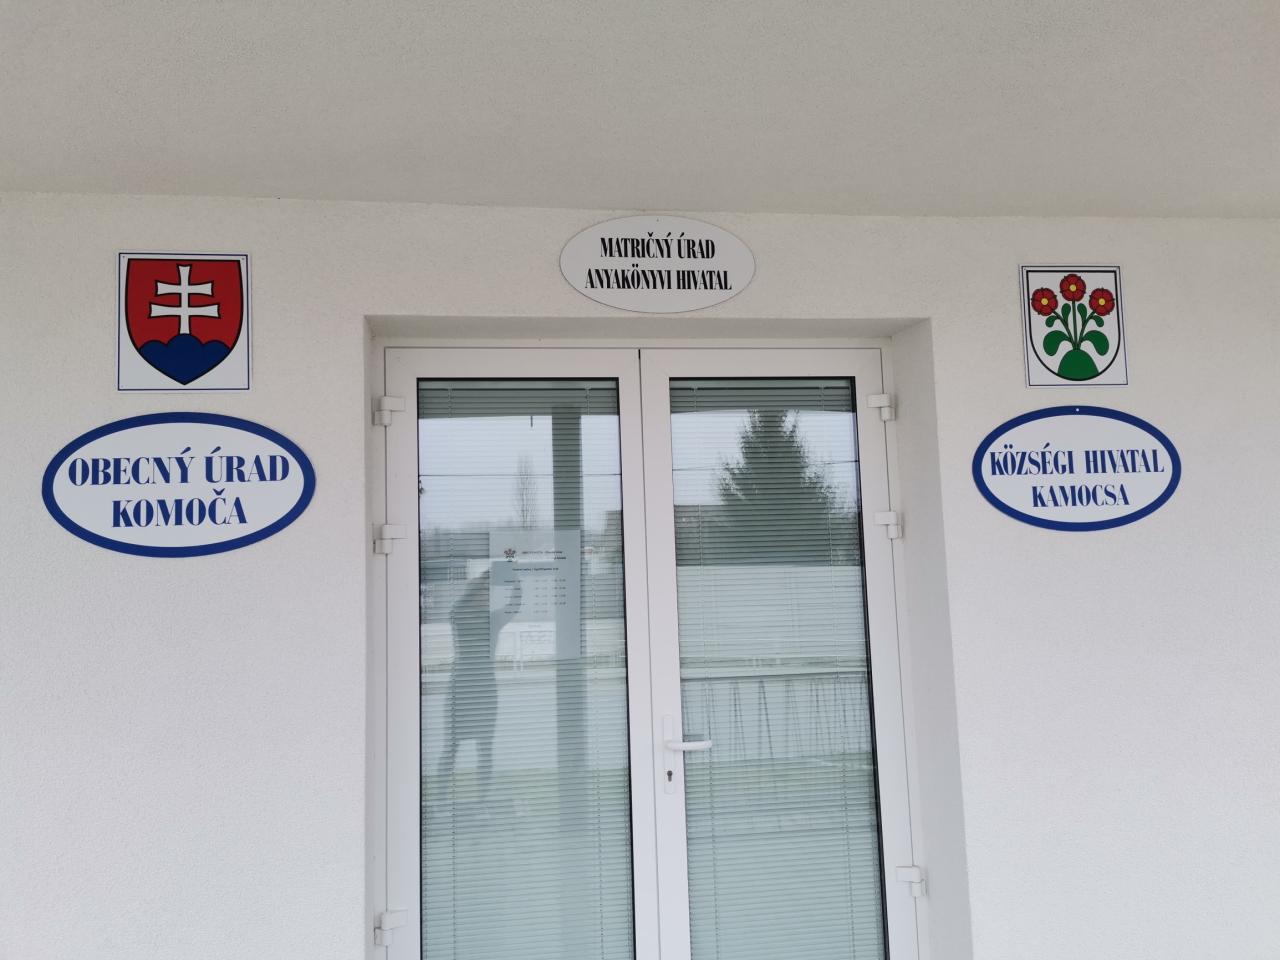 MATRIČNÝ ÚRAD
ANYAKÖNYVI HIVATAL
OBECNÝ ÚRAD
KOMOČA
KÖZSÉGI HIVATAL
KAMOCSA